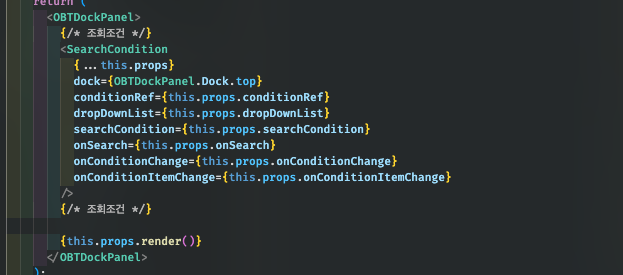 return (
<OBTDockPanel>
{/* 조회조건 */}
<SearchCondition
{...this.props}
dock={OBTDockPanel.Dock.top}
conditionRef={this.props.conditionRef}
dropDownList={this.props.dropDownList}
searchCondition={this.props.searchCondition}
onSearch={this.props.onSearch}
onConditionChange={this.props.onConditionChange}
onConditionItemChange={this.props.onConditionItemChange}
/>
{/* 조회조건 */}
{this.props.render()}
</OBTDockPanel>
);